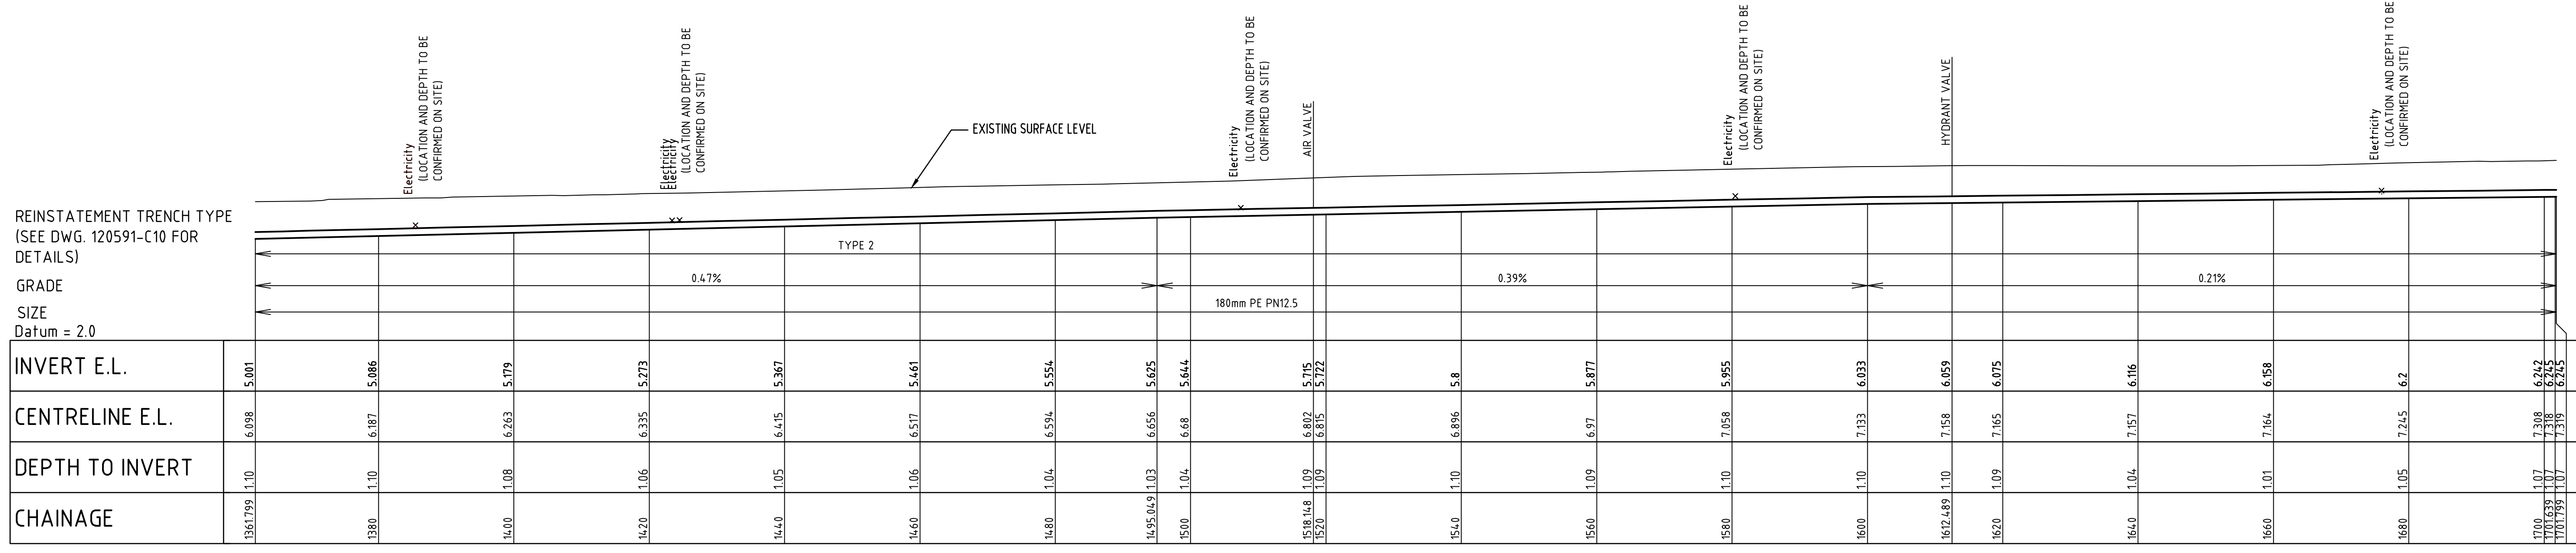 Electricity
(LOCATION AND DEPTH TO BE
CONFIRMED ON SITE)
Electricity
Electricity
(LOCATION AND DEPTH TO BE
CONFIRMED ON SITE)
EXISTING SURFACE LEVEL
Electricity
(LOCATION AND DEPTH TO BE
CONFIRMED ON SITE)
AIR VALVE
Electricity
(LOCATION AND DEPTH TO BE
CONFIRMED ON SITE)
HYDRANT VALVE
Electricity
(LOCATION AND DEPTH TO BE
CONFIRMED ON SITE)
REINSTATEMENT TRENCH TYPE
(SEE DWG. 120591-C10 FOR
DETAILS)
TYPE 2
GRADE
0.47%
0.39%
0.21%
SIZE
180mm PE PN12.5
Datum = 2.0
INVERT E.L.
5.001 5.086 5.179 5.273 5.367 5.461 5.554 5.625 5.644 5.715 5.722 5.8 5.877 5.955 6.033 6.059 6.075 6.116 6.158 6.2 6.242 6.245 6.245
CENTRELINE E.L.
6.098 6.187 6.263 6.335 6.415 6.517 6.594 6.656 6.68 6.802 6.815 6.896 6.97 7.058 7.133 7.158 7.165 7.157 7.164 7.245 7.308 7.318 7.319
DEPTH TO INVERT
1.10 1.10 1.08 1.06 1.05 1.06 1.04 1.03 1.04 1.09 1.09 1.10 1.09 1.10 1.10 1.10 1.09 1.04 1.01 1.05 1.07 1.07 1.07
CHAINAGE
1361.799 1380 1400 1420 1440 1460 1480 1495.049 1500 1518.148 1520 1540 1560 1580 1600 1612.489 1620 1640 1660 1680 1700 1701.639 1701.799